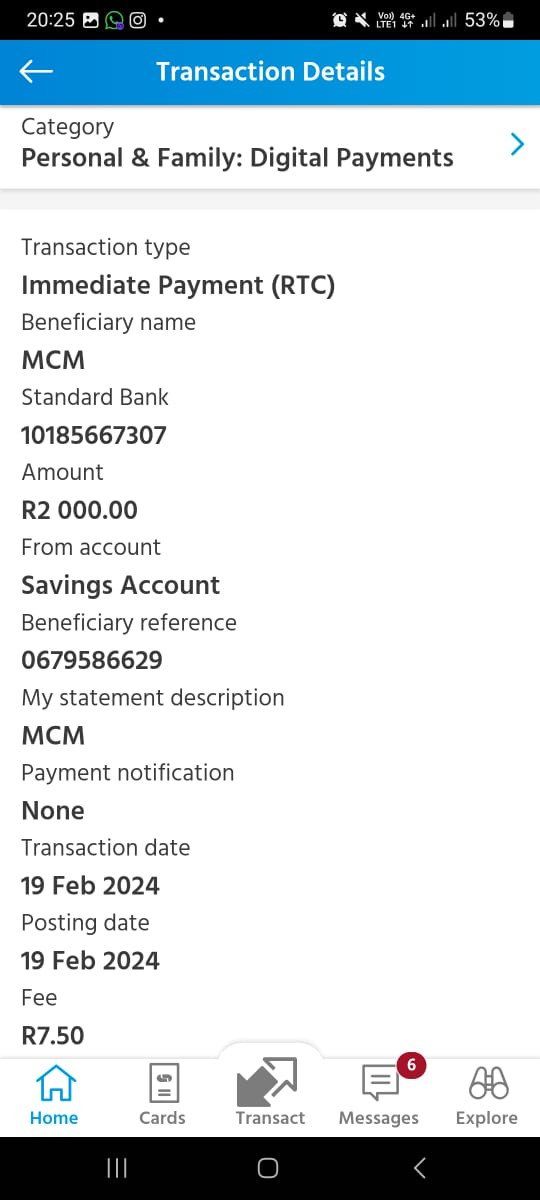 20:25
Vo)) 4G+
LTE1
53%
Transaction Details
Category
Personal & Family: Digital Payments
Transaction type
Immediate Payment (RTC)
Beneficiary name
MCM
Standard Bank
10185667307
Amount
R2 000.00
From account
Savings Account
Beneficiary reference
0679586629
My statement description
MCM
Payment notification
None
Transaction date
19 Feb 2024
Posting date
19 Feb 2024
Fee
R7.50
6
Home Cards Transact Messages Explore